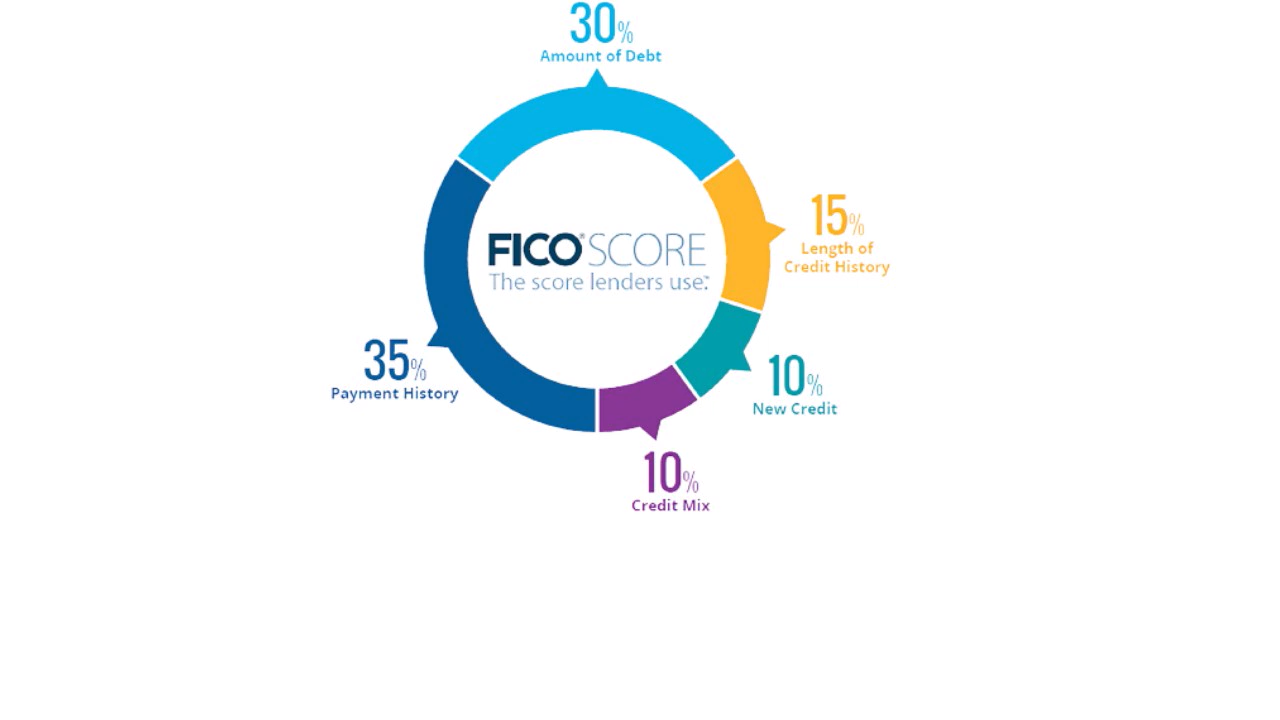 30%
Amount of Debt
15%
Length of
Credit History
FICO® SCORE
The score lenders use.™
35%
Payment History
10%
New Credit
10%
Credit Mix